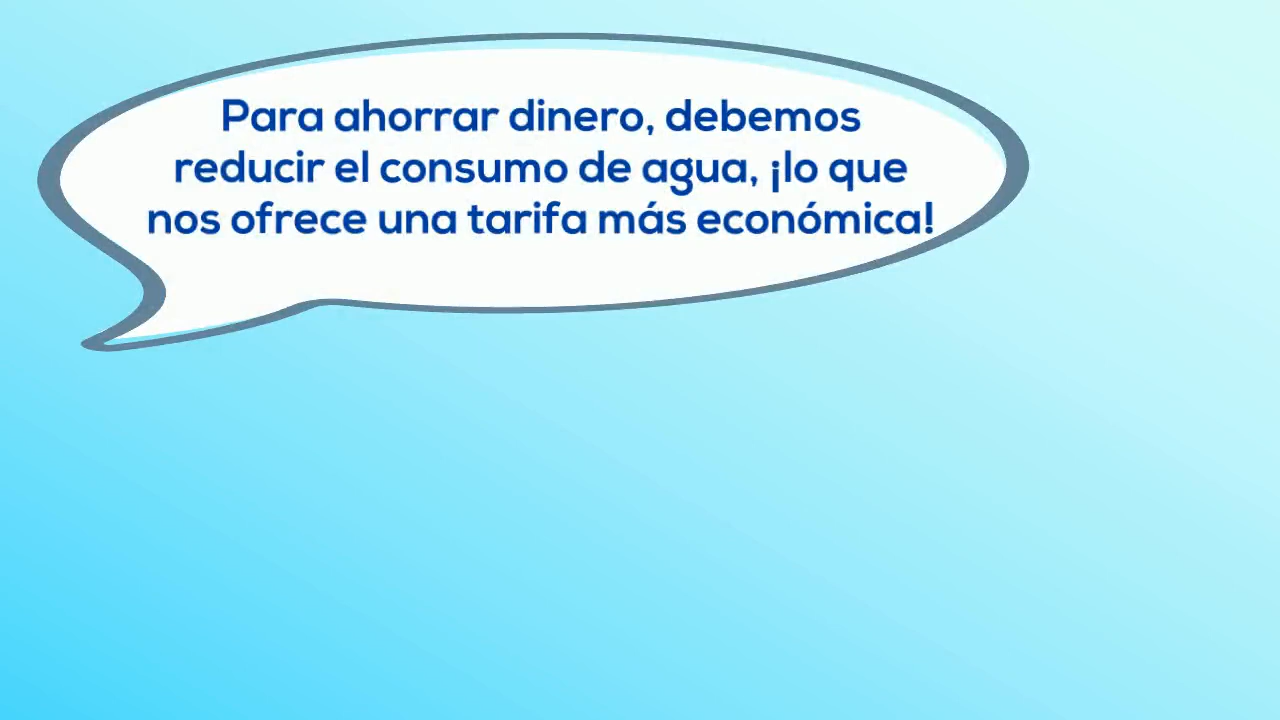 Para ahorrar dinero, debemos
reducir el consumo de agua, ¡lo que
nos ofrece una tarifa más económica!